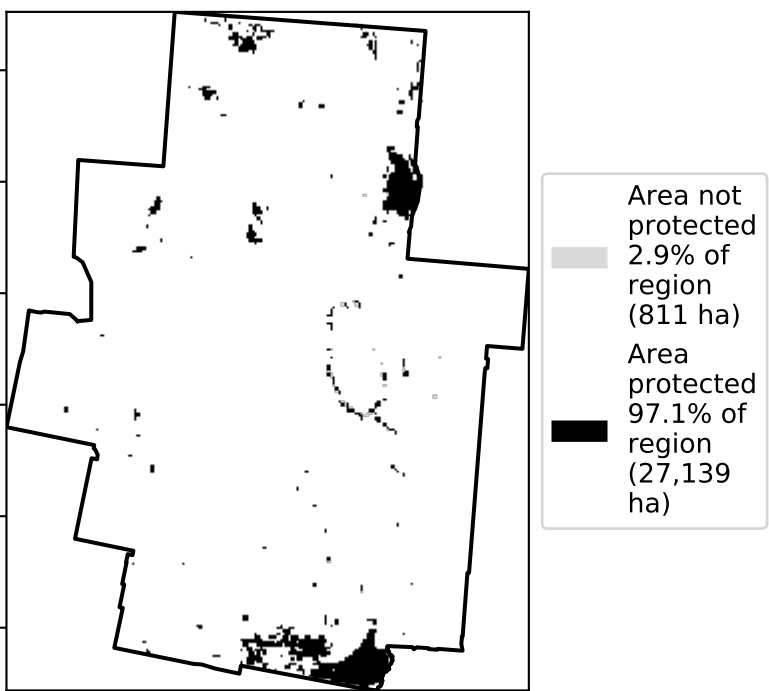 Area not
protected
2.9% of
region
(811 ha)
Area
protected
97.1% of
region
(27,139
ha)